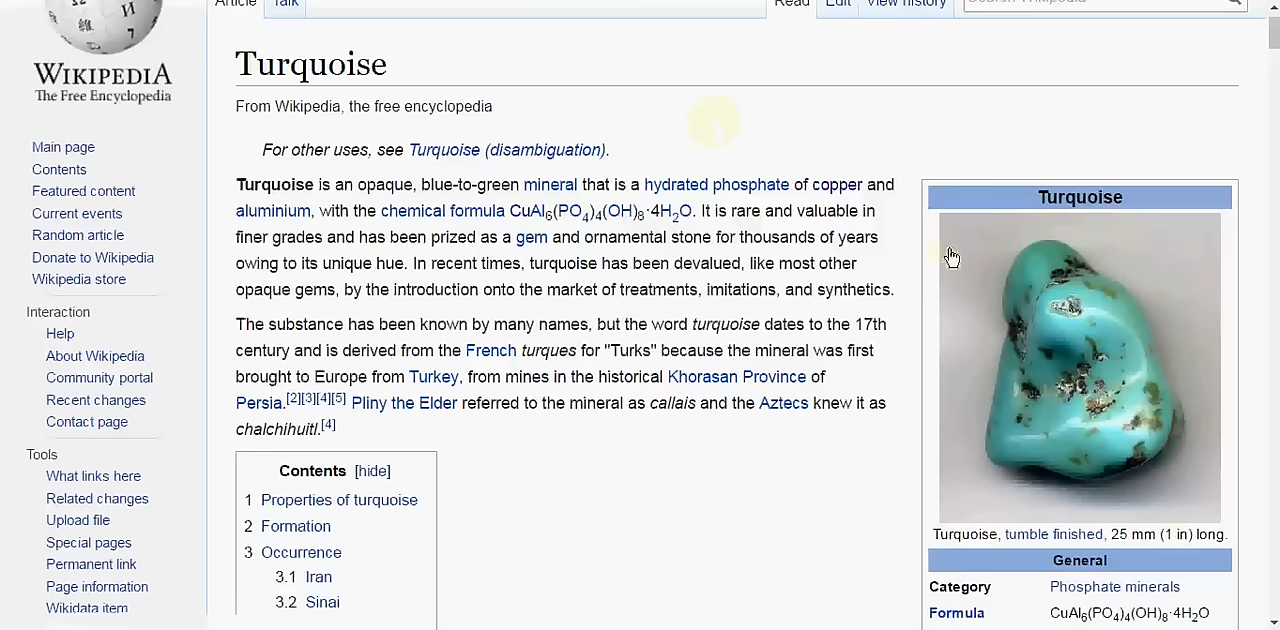 Article Talk Read Edit View history Search Wikipedia
WIKIPEDIA
The Free Encyclopedia
Main page
Contents
Featured content
Current events
Random article
Donate to Wikipedia
Wikipedia store
Interaction
Help
About Wikipedia
Community portal
Recent changes
Contact page
Tools
What links here
Related changes
Upload file
Special pages
Permanent link
Page information
Wikidata item
Turquoise
From Wikipedia, the free encyclopedia
For other uses, see Turquoise (disambiguation).
Turquoise is an opaque, blue-to-green mineral that is a hydrated phosphate of copper and
aluminium, with the chemical formula CuAl6(PO4)4(OH)8·4H2O. It is rare and valuable in
finer grades and has been prized as a gem and ornamental stone for thousands of years
owing to its unique hue. In recent times, turquoise has been devalued, like most other
opaque gems, by the introduction onto the market of treatments, imitations, and synthetics.
The substance has been known by many names, but the word turquoise dates to the 17th
century and is derived from the French turques for "Turks" because the mineral was first
brought to Europe from Turkey, from mines in the historical Khorasan Province of
Persia.[2][3][4][5] Pliny the Elder referred to the mineral as callais and the Aztecs knew it as
chalchihuitl.[4]
Contents [hide]
1 Properties of turquoise
2 Formation
3 Occurrence
3.1 Iran
3.2 Sinai
Turquoise
Turquoise, tumble finished, 25 mm (1 in) long.
General
Category Phosphate minerals
Formula CuAl6(PO4)4(OH)8·4H2O